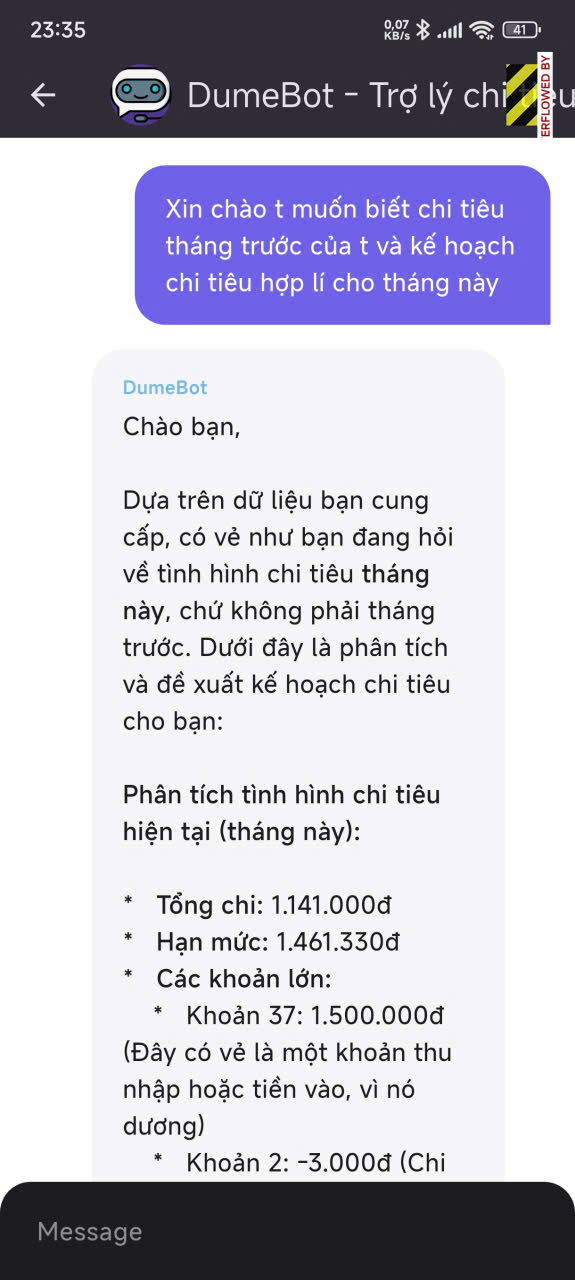 23:35
0,07
KB/s
41
DumeBot - Trợ lý chi tiêu
ERFLOWED BY
Xin chào t muốn biết chi tiêu
tháng trước của t và kế hoạch
chi tiêu hợp lí cho tháng này
DumeBot
Chào bạn,
Dựa trên dữ liệu bạn cung
cấp, có vẻ như bạn đang hỏi
về tình hình chi tiêu tháng
này, chứ không phải tháng
trước. Dưới đây là phân tích
và đề xuất kế hoạch chi tiêu
cho bạn:
Phân tích tình hình chi tiêu
hiện tại (tháng này):
* Tổng chi: 1.141.000đ
* Hạn mức: 1.461.330đ
* Các khoản lớn:
* Khoản 37: 1.500.000đ
(Đây có vẻ là một khoản thu
nhập hoặc tiền vào, vì nó
dương)
* Khoản 2: -3.000đ (Chi
Message